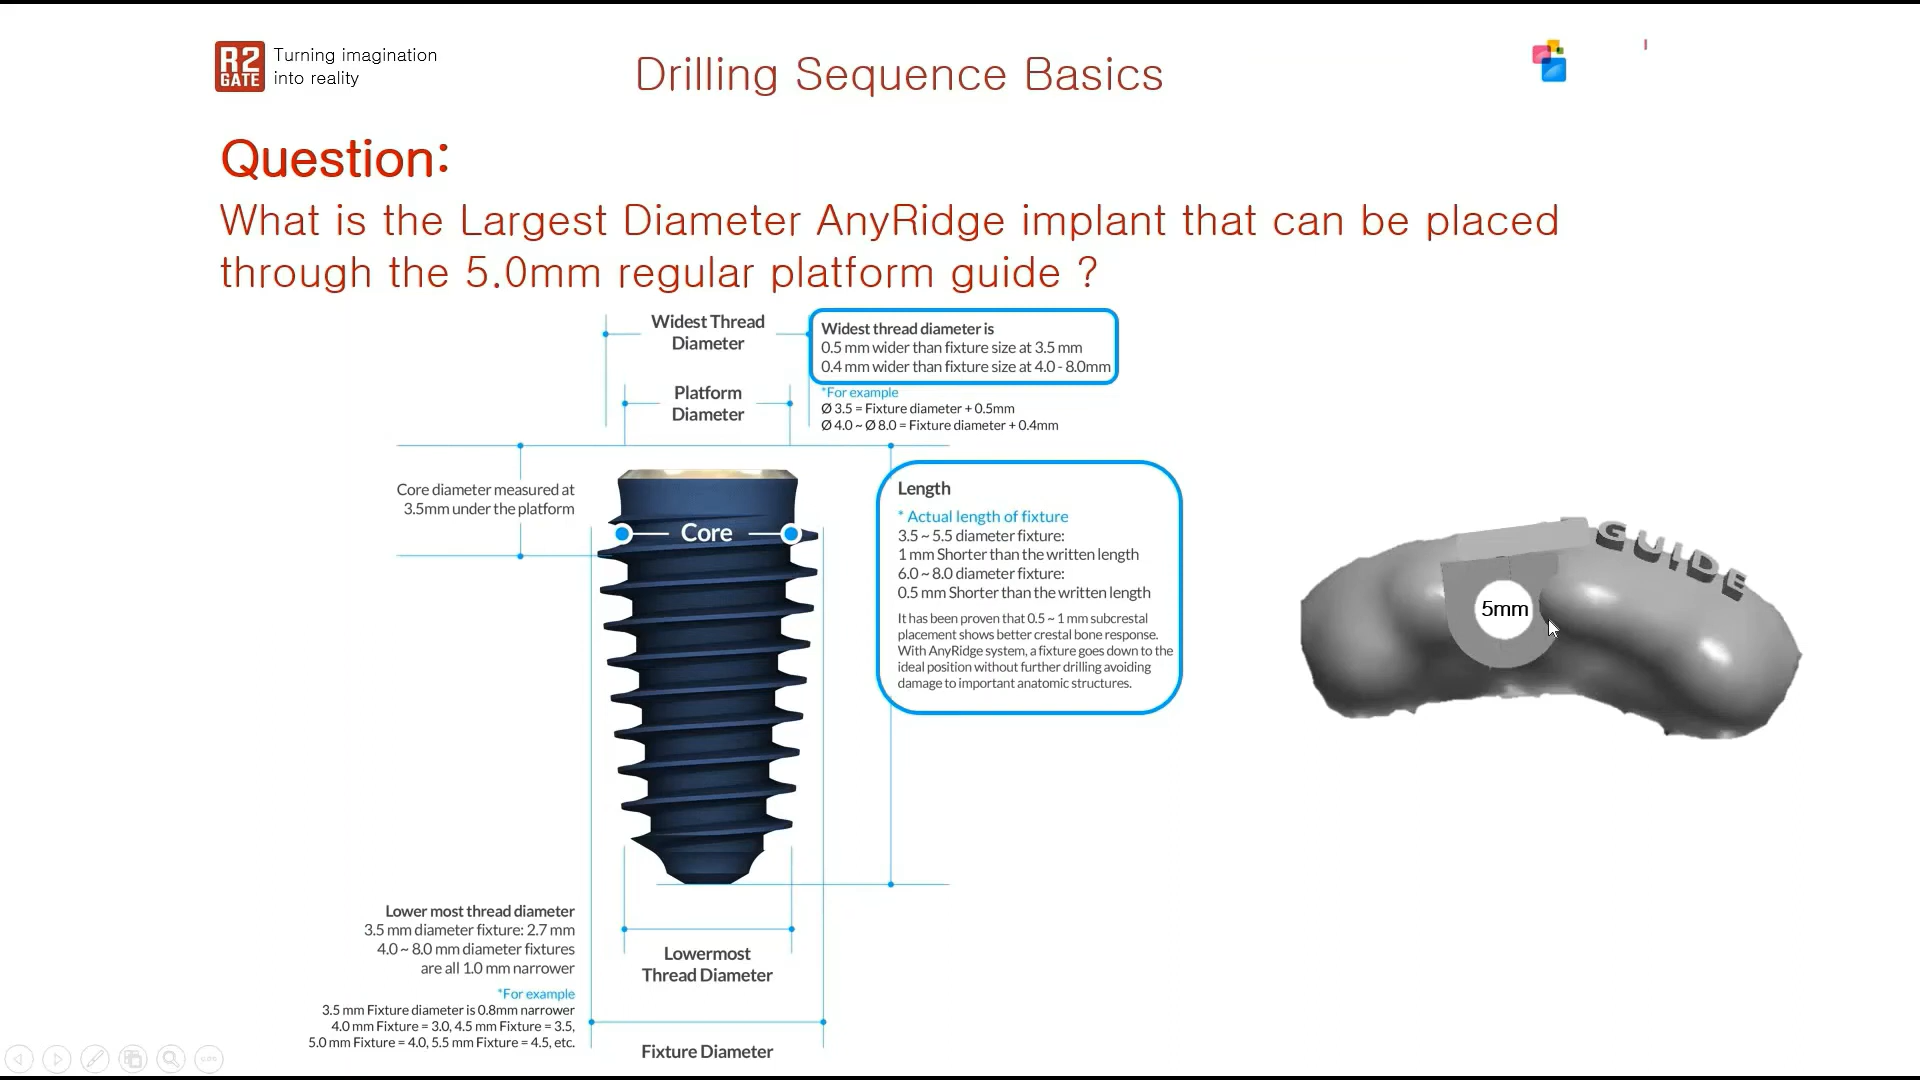 R2
GATE
Turning imagination
into reality
Drilling Sequence Basics
Question:
What is the Largest Diameter AnyRidge implant that can be placed
through the 5.0mm regular platform guide ?
Widest Thread
Diameter
Widest thread diameter is
0.5 mm wider than fixture size at 3.5 mm
0.4 mm wider than fixture size at 4.0 - 8.0mm
Platform
Diameter
*For example
Ø 3.5 = Fixture diameter + 0.5mm
Ø 4.0 ~ Ø 8.0 = Fixture diameter + 0.4mm
Core diameter measured at
3.5mm under the platform
Core
Length
* Actual length of fixture
3.5 ~ 5.5 diameter fixture:
1 mm Shorter than the written length
6.0 ~ 8.0 diameter fixture:
0.5 mm Shorter than the written length
It has been proven that 0.5 ~ 1 mm subcrestal
placement shows better crestal bone response.
With AnyRidge system, a fixture goes down to the
ideal position without further drilling avoiding
damage to important anatomic structures.
GUIDE
5mm
Lower most thread diameter
3.5 mm diameter fixture: 2.7 mm
4.0 ~ 8.0 mm diameter fixtures
are all 1.0 mm narrower
*For example
3.5 mm Fixture diameter is 0.8mm narrower
4.0 mm Fixture = 3.0, 4.5 mm Fixture = 3.5,
5.0 mm Fixture = 4.0, 5.5 mm Fixture = 4.5, etc.
Lowermost
Thread Diameter
Fixture Diameter